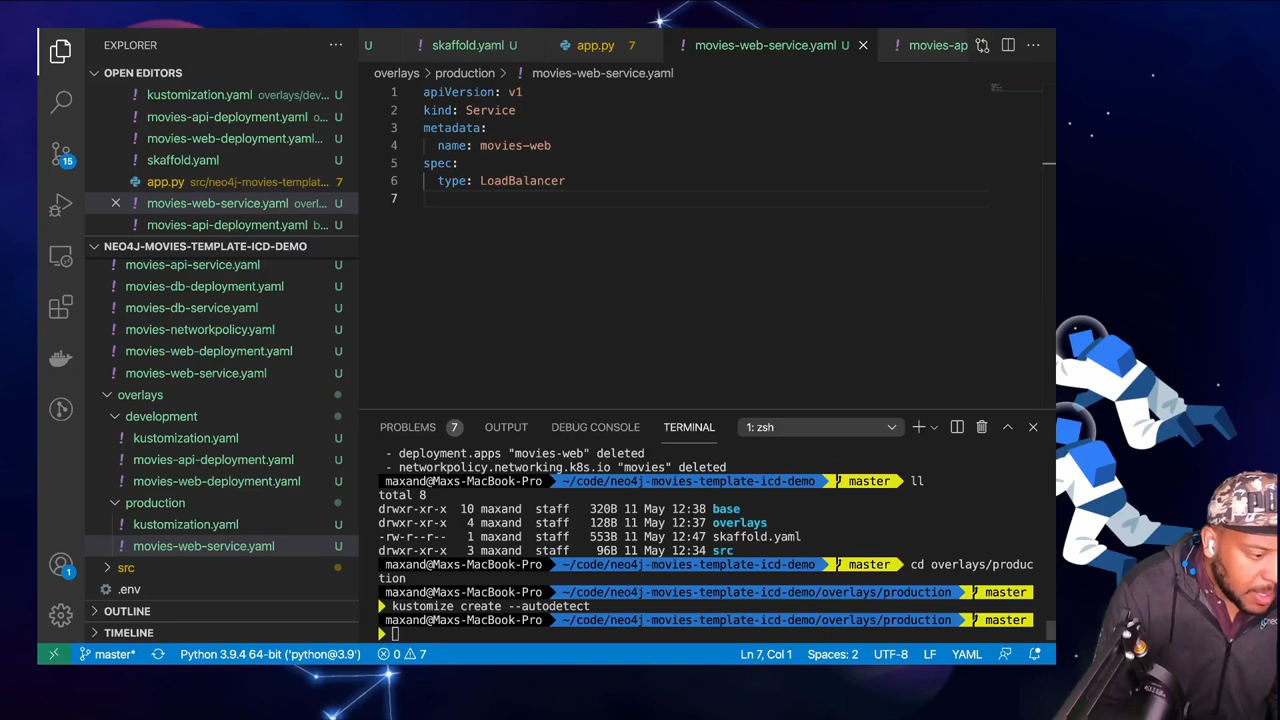 EXPLORER
OPEN EDITORS
kustomization.yaml overlays/dev... U
movies-api-deployment.yaml o... U
movies-web-deployment.yaml... U
skaffold.yaml U
app.py src/neo4j-movies-templat... 7
movies-web-service.yaml overl... U
movies-api-deployment.yaml b... U
NEO4J-MOVIES-TEMPLATE-ICD-DEMO
movies-api-service.yaml U
movies-db-deployment.yaml U
movies-db-service.yaml U
movies-networkpolicy.yaml U
movies-web-deployment.yaml U
movies-web-service.yaml U
overlays
development
kustomization.yaml U
movies-api-deployment.yaml U
movies-web-deployment.yaml U
production
kustomization.yaml U
movies-web-service.yaml U
src
.env
OUTLINE
TIMELINE
15
1
U skaffold.yaml U app.py 7 movies-web-service.yaml U movies-ap
overlays > production > movies-web-service.yaml
1 apiVersion: v1
2 kind: Service
3 metadata:
4 name: movies-web
5 spec:
6 type: LoadBalancer
7
PROBLEMS 7 OUTPUT DEBUG CONSOLE TERMINAL 1: zsh
- deployment.apps "movies-web" deleted
- networkpolicy.networking.k8s.io "movies" deleted
maxand@Maxs-MacBook-Pro ~/code/neo4j-movies-template-icd-demo master ll
total 8
drwxr-xr-x 10 maxand staff 320B 11 May 12:38 base
drwxr-xr-x 4 maxand staff 128B 11 May 12:37 overlays
-rw-r--r-- 1 maxand staff 553B 11 May 12:47 skaffold.yaml
drwxr-xr-x 3 maxand staff 96B 11 May 12:34 src
maxand@Maxs-MacBook-Pro ~/code/neo4j-movies-template-icd-demo master cd overlays/produc
tion
maxand@Maxs-MacBook-Pro ~/code/neo4j-movies-template-icd-demo/overlays/production master
kustomize create --autodetect
maxand@Maxs-MacBook-Pro ~/code/neo4j-movies-template-icd-demo/overlays/production master
master* Python 3.9.4 64-bit ('python@3.9') 0 7 Ln 7, Col 1 Spaces: 2 UTF-8 LF YAML